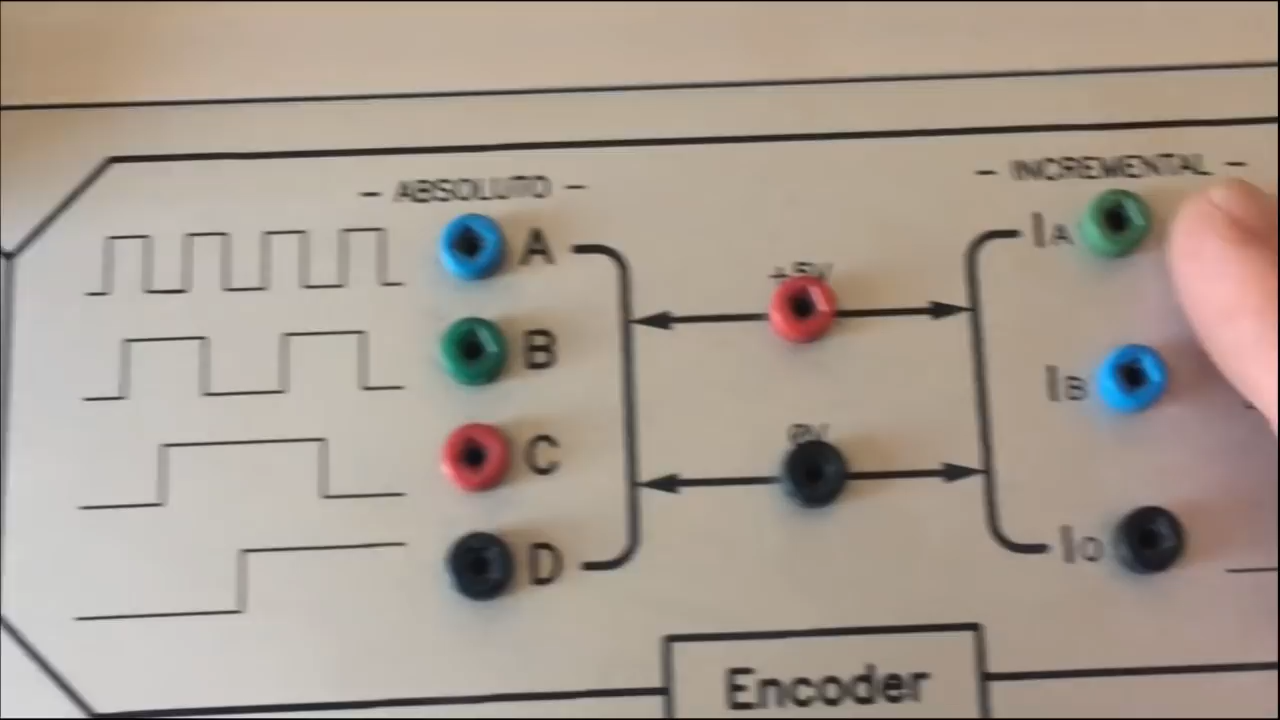 - ABSOLUTO -
- INCREMENTAL -
A
B
C
D
+5V
0V
IA
IB
I0
Encoder